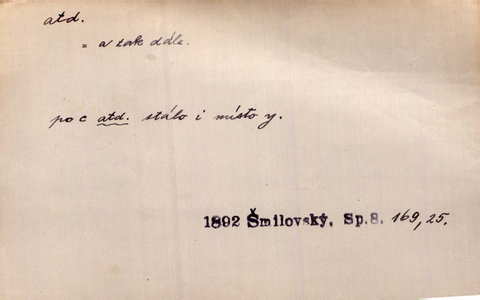 atd.
= a tak dále.
po c atd. stálo i místo y.
1892 Šmilovský, Sp.8. 169,25.